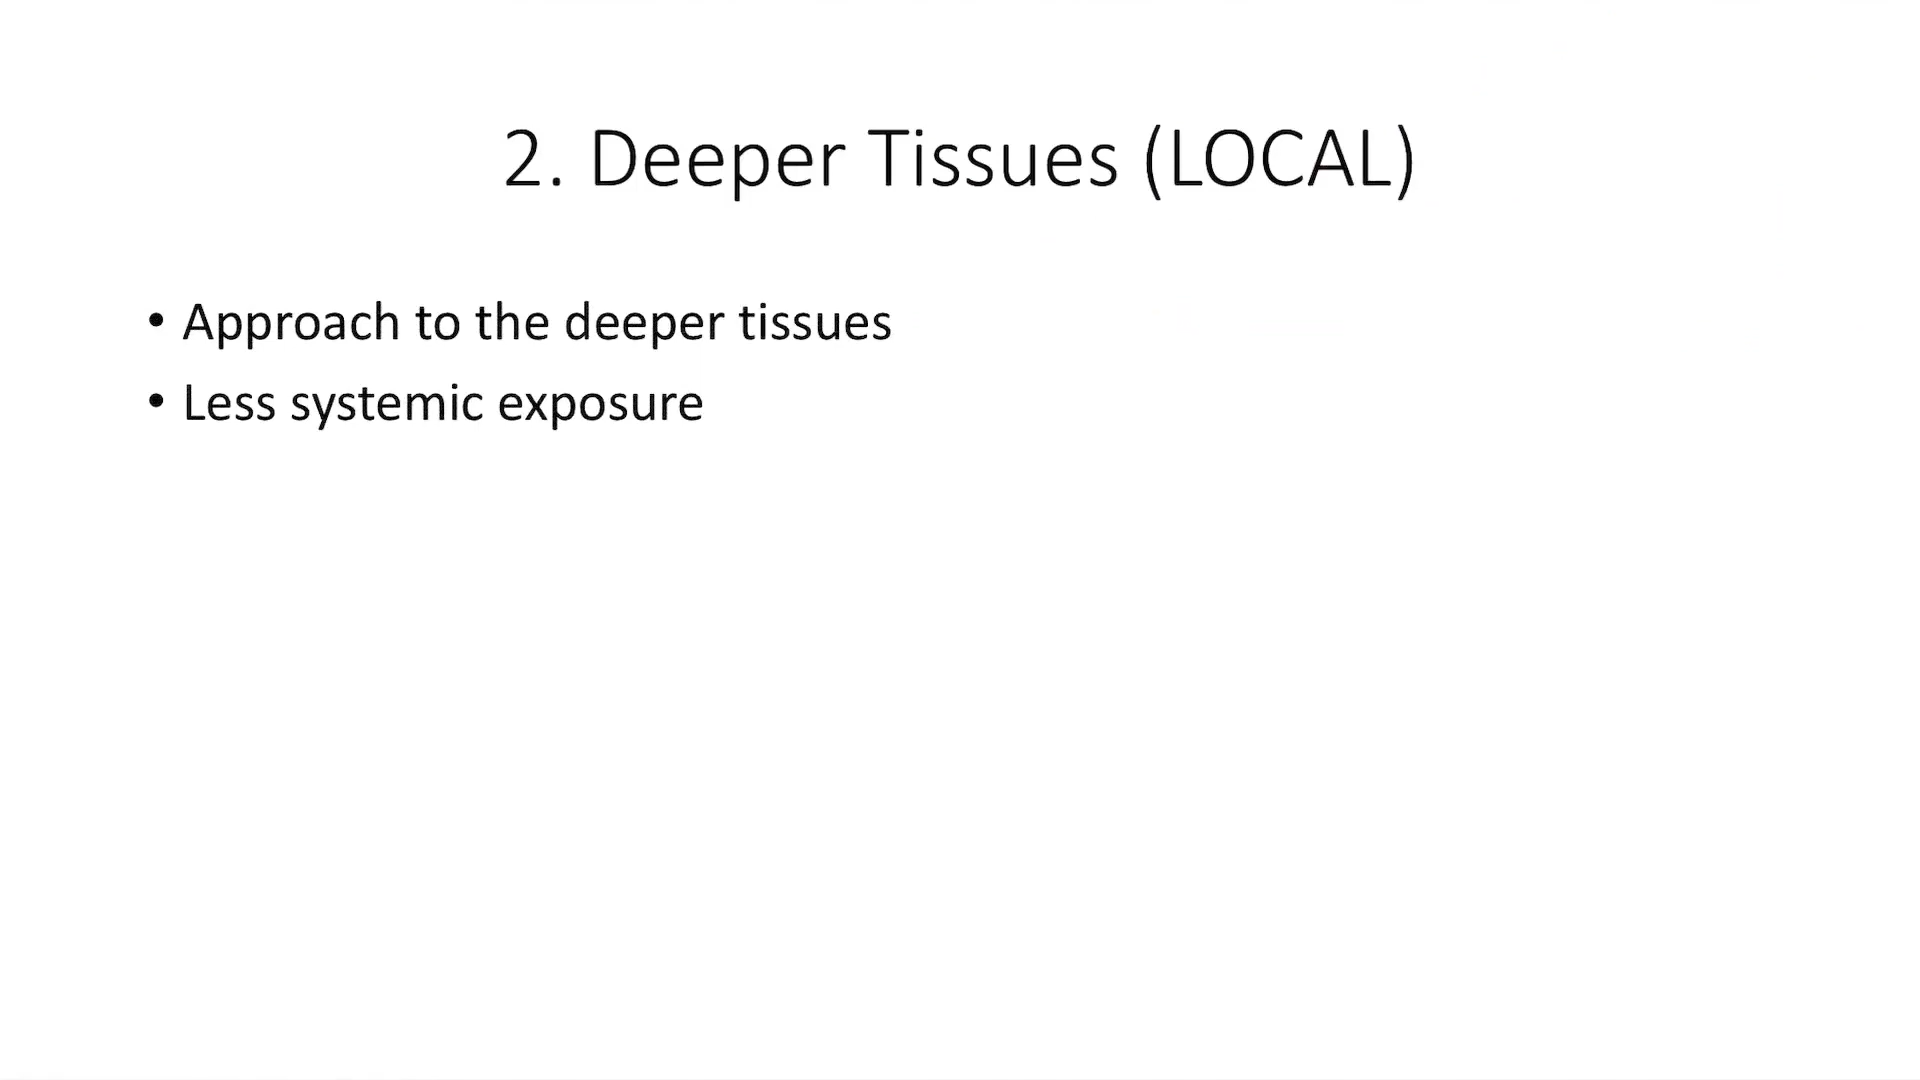 2. Deeper Tissues (LOCAL)
• Approach to the deeper tissues
• Less systemic exposure